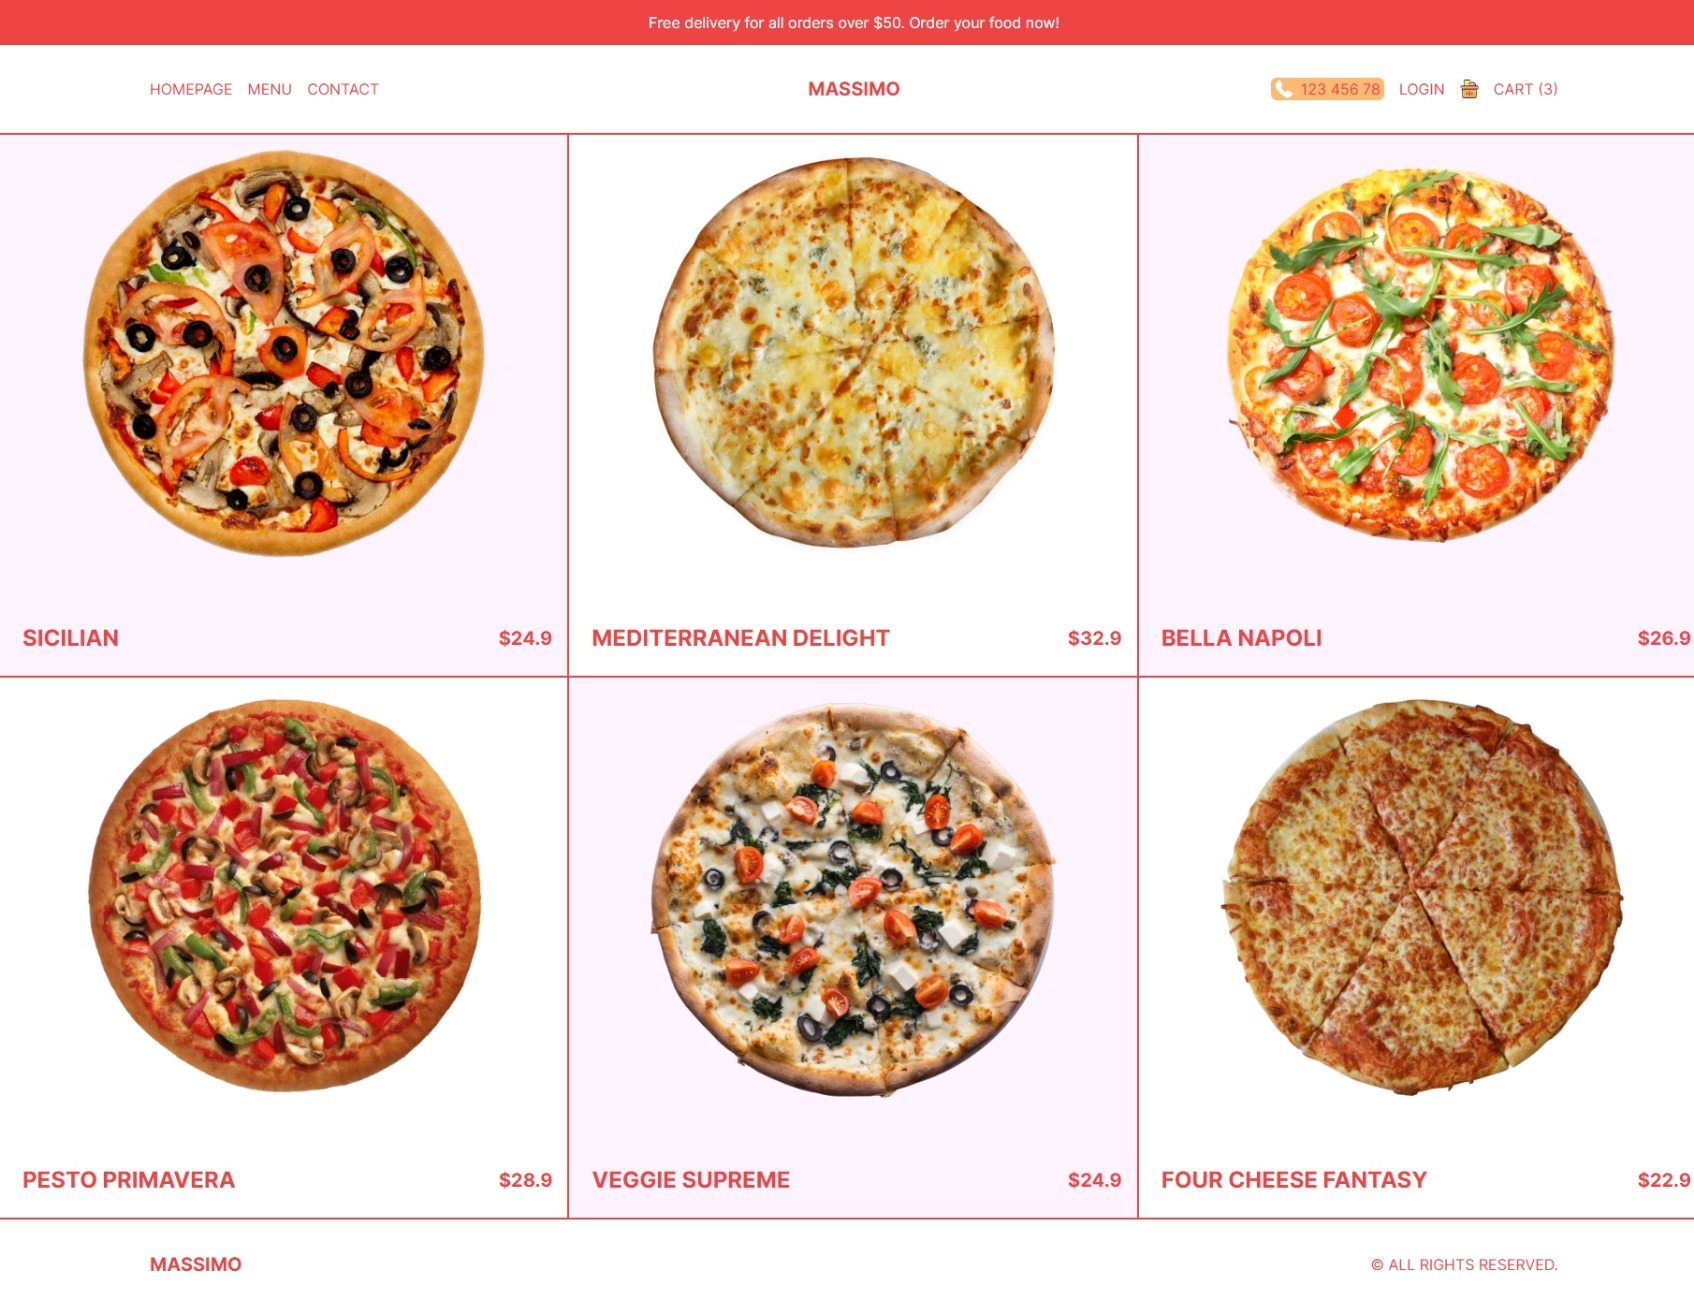 Free delivery for all orders over $50. Order your food now!
HOMEPAGE MENU CONTACT
MASSIMO
123 456 78 LOGIN CART (3)
SICILIAN $24.9
MEDITERRANEAN DELIGHT $32.9
BELLA NAPOLI $26.9
PESTO PRIMAVERA $28.9
VEGGIE SUPREME $24.9
FOUR CHEESE FANTASY $22.9
MASSIMO
© ALL RIGHTS RESERVED.